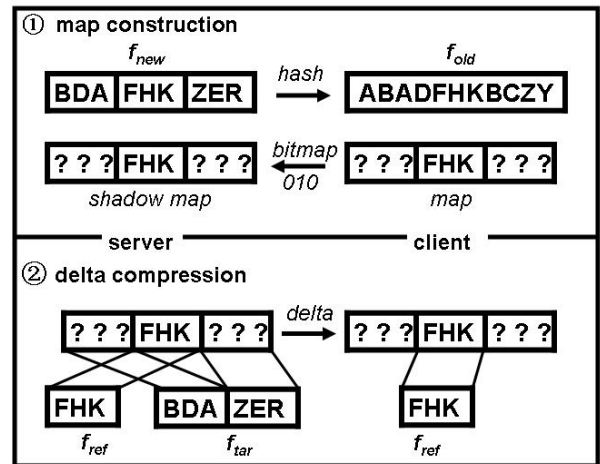 ① map construction
f_new f_old
BDA FHK ZER hash ABADFHKBCZY
? ? ? FHK ? ? ? bitmap 010 ? ? ? FHK ? ? ?
shadow map map
server client
② delta compression
? ? ? FHK ? ? ? delta ? ? ? FHK ? ? ?
FHK BDA ZER FHK
f_ref f_tar f_ref